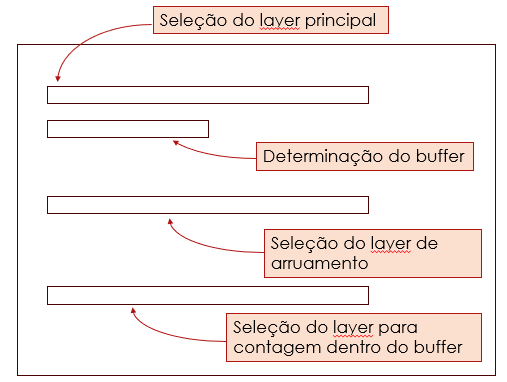 Seleção do layer principal
Determinação do buffer
Seleção do layer de
arruamento
Seleção do layer para
contagem dentro do buffer